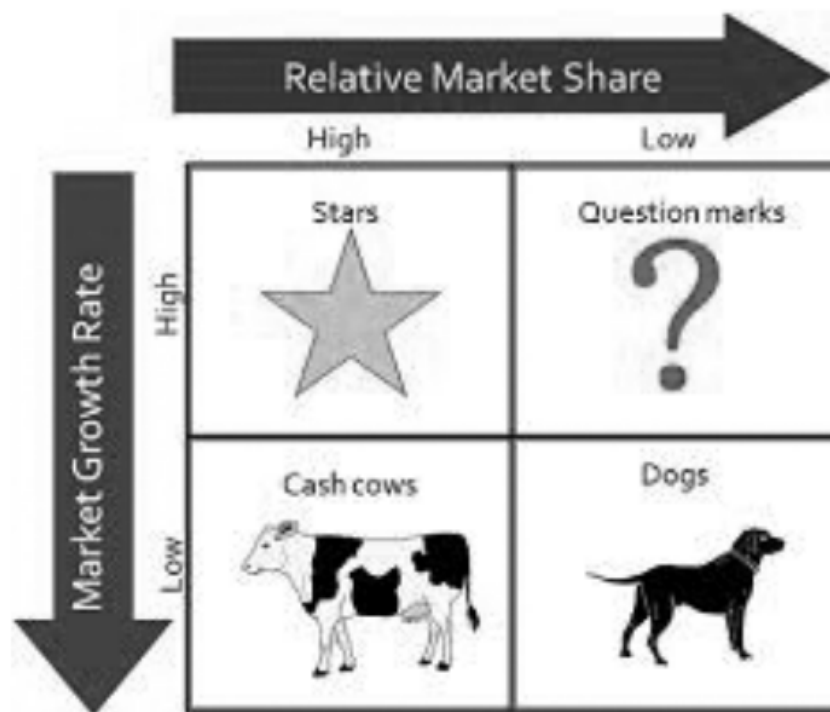 Relative Market Share
High
Low
Market Growth Rate
High
Stars
Question marks
?
Low
Cash cows
Dogs